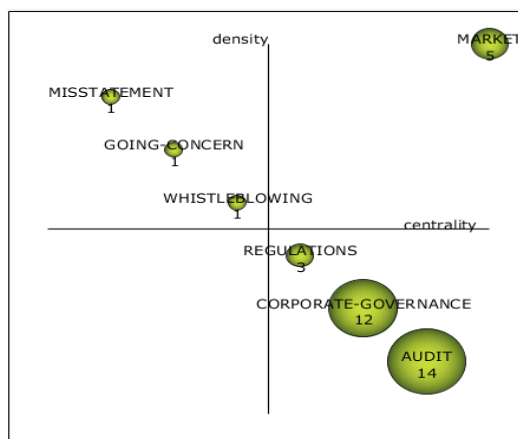 density
MARKET
5
MISSTATEMENT
1
GOING-CONCERN
1
WHISTLEBLOWING
1
centrality
REGULATIONS
3
CORPORATE-GOVERNANCE
12
AUDIT
14